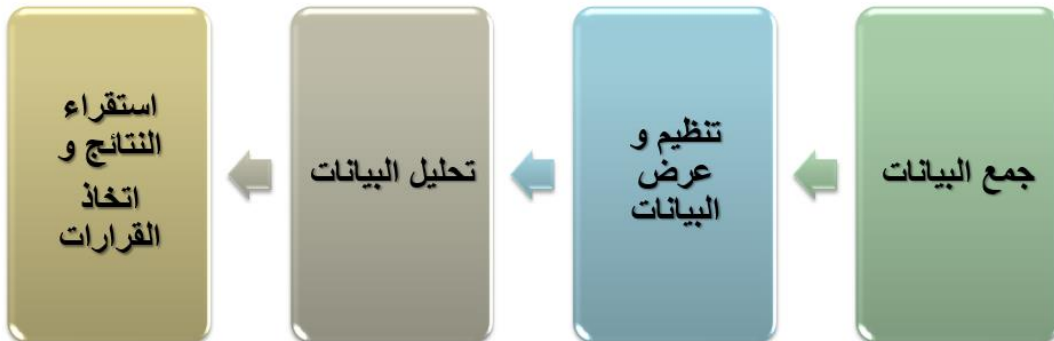 جمع البيانات
تنظيم و
عرض
البيانات
تحليل البيانات
استقراء
النتائج و
اتخاذ
القرارات